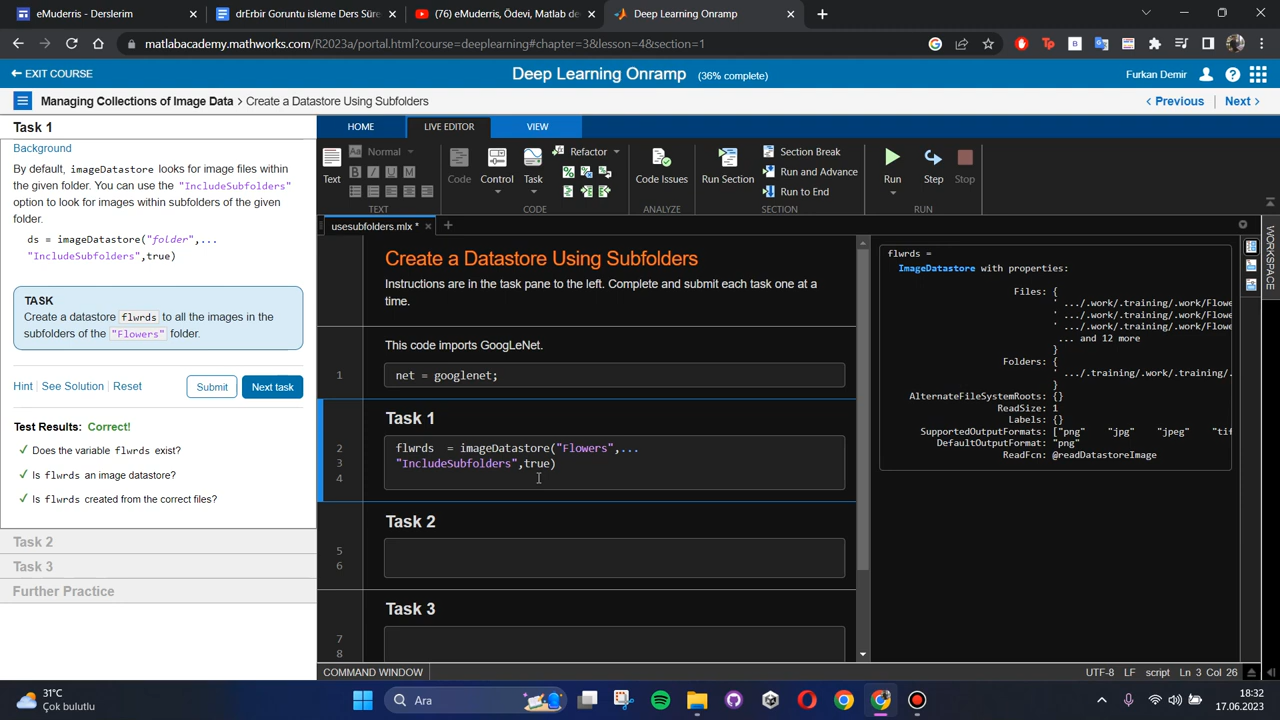 eMuderris - Derslerim
drErbir Goruntu isleme Ders Süre
(76) eMuderris, Ödevi, Matlab de
Deep Learning Onramp
matlabacademy.mathworks.com/R2023a/portal.html?course=deeplearning#chapter=3&lesson=4&section=1
EXIT COURSE
Deep Learning Onramp (36% complete)
Furkan Demir
Managing Collections of Image Data > Create a Datastore Using Subfolders
< Previous
Next >
Task 1
Background
By default, imageDatastore looks for image files within
the given folder. You can use the "IncludeSubfolders"
option to look for images within subfolders of the given
folder.
ds = imageDatastore("folder",...
"IncludeSubfolders",true)
TASK
Create a datastore flwrds to all the images in the
subfolders of the "Flowers" folder.
Hint | See Solution | Reset
Submit
Next task
Test Results: Correct!
✓ Does the variable flwrds exist?
✓ Is flwrds an image datastore?
✓ Is flwrds created from the correct files?
Task 2
Task 3
Further Practice
HOME
LIVE EDITOR
VIEW
Text
Aa Normal
B I U M
TEXT
Code
Control
Task
Refactor
CODE
Code Issues
ANALYZE
Run Section
Section Break
Run and Advance
Run to End
SECTION
Run
Step
Stop
RUN
usesubfolders.mlx *
WORKSPACE
Create a Datastore Using Subfolders
Instructions are in the task pane to the left. Complete and submit each task one at a
time.
This code imports GoogLeNet.
1 net = googlenet;
Task 1
2 flwrds = imageDatastore("Flowers",...
3 "IncludeSubfolders",true)
4
Task 2
5
6
Task 3
7
8
flwrds =
ImageDatastore with properties:
Files: {
' .../.work/.training/.work/Flowe
' .../.work/.training/.work/Flowe
' .../.work/.training/.work/Flowe
... and 12 more
}
Folders: {
' .../.training/.work/.training/.
}
AlternateFileSystemRoots: {}
ReadSize: 1
Labels: {}
SupportedOutputFormats: ["png" "jpg" "jpeg" "tif
DefaultOutputFormat: "png"
ReadFcn: @readDatastoreImage
COMMAND WINDOW
UTF-8 LF script Ln 3 Col 26
31°C
Çok bulutlu
Ara
18:32
17.06.2023